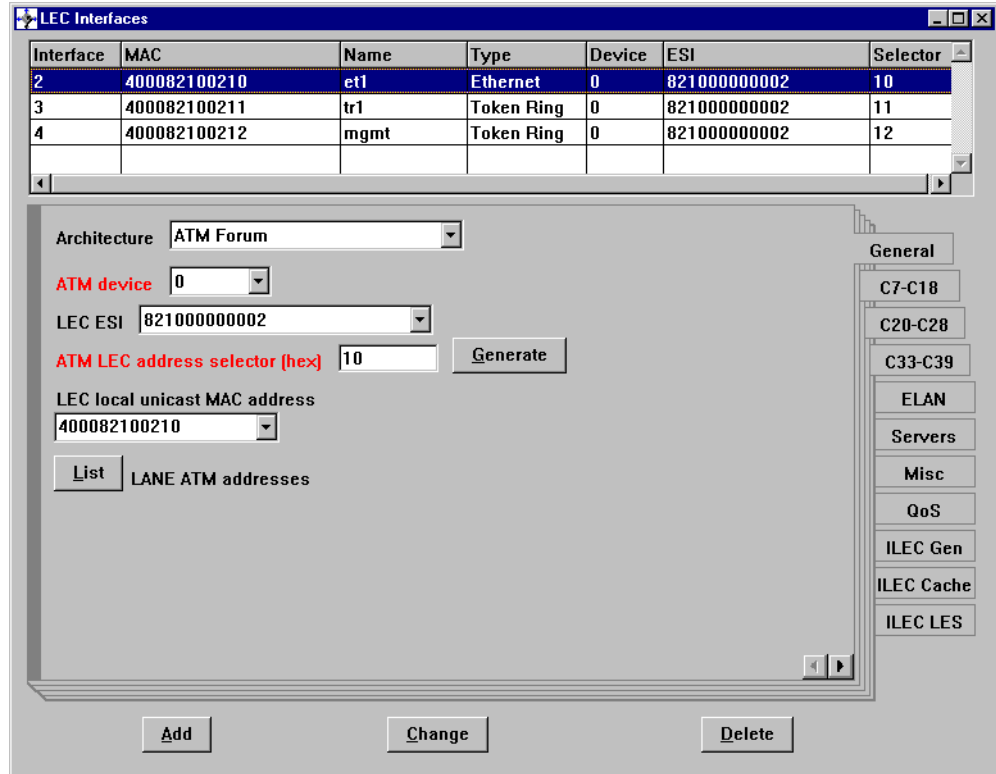 LEC Interfaces
Interface MAC Name Type Device ESI Selector
2 400082100210 et1 Ethernet 0 821000000002 10
3 400082100211 tr1 Token Ring 0 821000000002 11
4 400082100212 mgmt Token Ring 0 821000000002 12
Architecture ATM Forum
General
ATM device 0
C7-C18
LEC ESI 821000000002
C20-C28
ATM LEC address selector (hex) 10 Generate
C33-C39
LEC local unicast MAC address
ELAN
400082100210
Servers
List LANE ATM addresses
Misc
QoS
ILEC Gen
ILEC Cache
ILEC LES
Add Change Delete